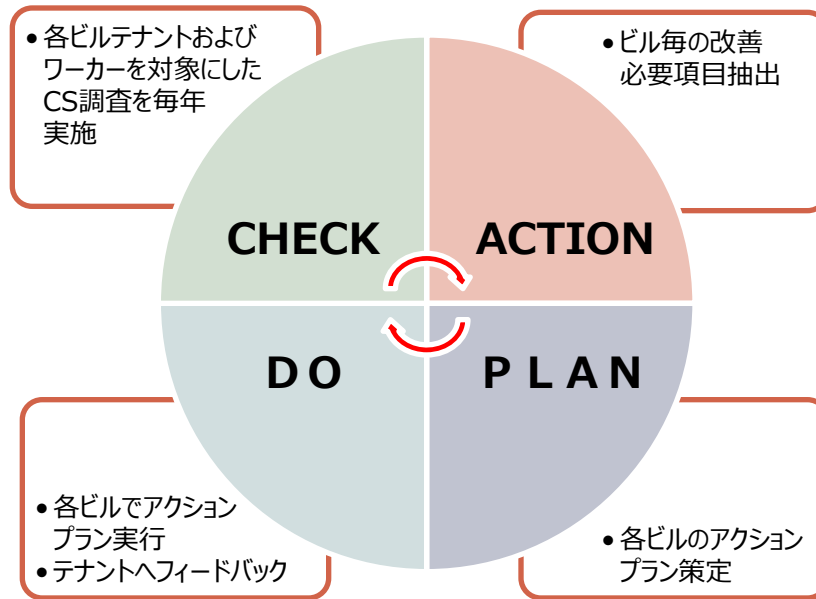 • 各ビルテナントおよび
ワーカーを対象にした
CS調査を毎年
実施
• ビル毎の改善
必要項目抽出
CHECK
ACTION
DO
PLAN
• 各ビルでアクション
プラン実行
• テナントへフィードバック
• 各ビルのアクション
プラン策定